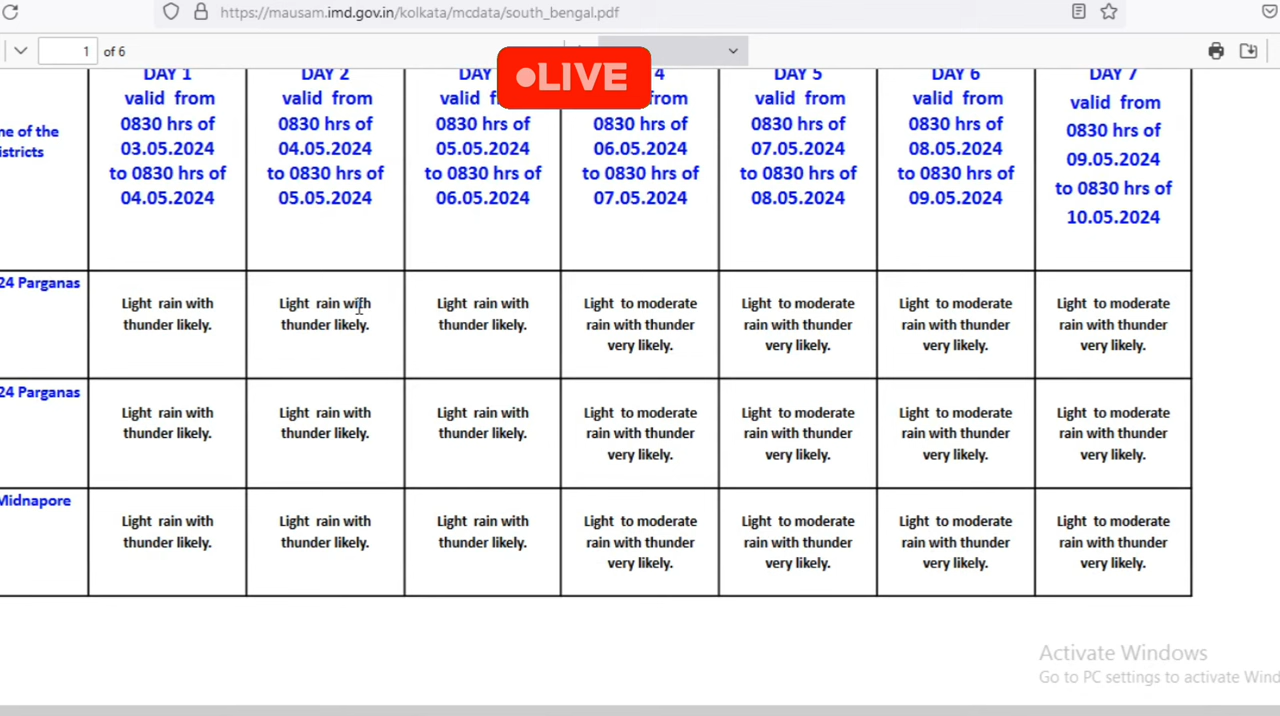 https://mausam.imd.gov.in/kolkata/mcdata/south_bengal.pdf
1 of 6
LIVE
DAY 1
valid from
0830 hrs of
03.05.2024
to 0830 hrs of
04.05.2024
DAY 2
valid from
0830 hrs of
04.05.2024
to 0830 hrs of
05.05.2024
DAY
valid
0830 hrs of
05.05.2024
to 0830 hrs of
06.05.2024
4
from
0830 hrs of
06.05.2024
to 0830 hrs of
07.05.2024
DAY 5
valid from
0830 hrs of
07.05.2024
to 0830 hrs of
08.05.2024
DAY 6
valid from
0830 hrs of
08.05.2024
to 0830 hrs of
09.05.2024
DAY 7
valid from
0830 hrs of
09.05.2024
to 0830 hrs of
10.05.2024
of the
24 Parganas
Light rain with
thunder likely.
Light rain with
thunder likely.
Light rain with
thunder likely.
Light to moderate
rain with thunder
very likely.
Light to moderate
rain with thunder
very likely.
Light to moderate
rain with thunder
very likely.
Light to moderate
rain with thunder
very likely.
24 Parganas
Light rain with
thunder likely.
Light rain with
thunder likely.
Light rain with
thunder likely.
Light to moderate
rain with thunder
very likely.
Light to moderate
rain with thunder
very likely.
Light to moderate
rain with thunder
very likely.
Light to moderate
rain with thunder
very likely.
Midnapore
Light rain with
thunder likely.
Light rain with
thunder likely.
Light rain with
thunder likely.
Light to moderate
rain with thunder
very likely.
Light to moderate
rain with thunder
very likely.
Light to moderate
rain with thunder
very likely.
Light to moderate
rain with thunder
very likely.
Activate Windows
Go to PC settings to activate Wind